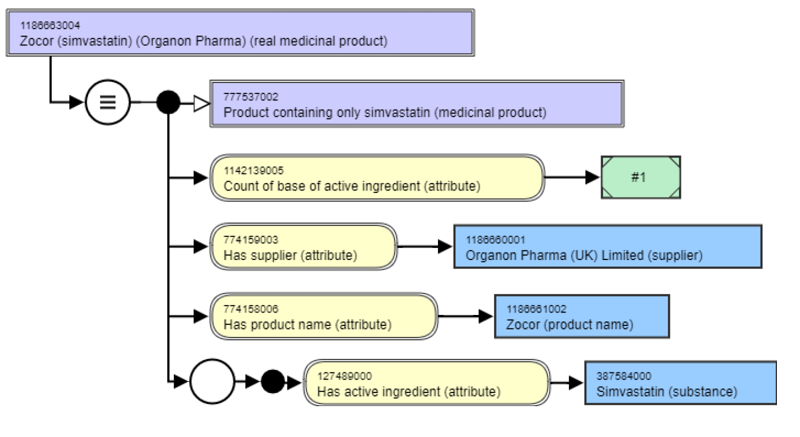 1186663004
Zocor (simvastatin) (Organon Pharma) (real medicinal product)
777537002
Product containing only simvastatin (medicinal product)
1142139005
Count of base of active ingredient (attribute)
#1
774159003
Has supplier (attribute)
1186660001
Organon Pharma (UK) Limited (supplier)
774158006
Has product name (attribute)
1186661002
Zocor (product name)
127489000
Has active ingredient (attribute)
387584000
Simvastatin (substance)